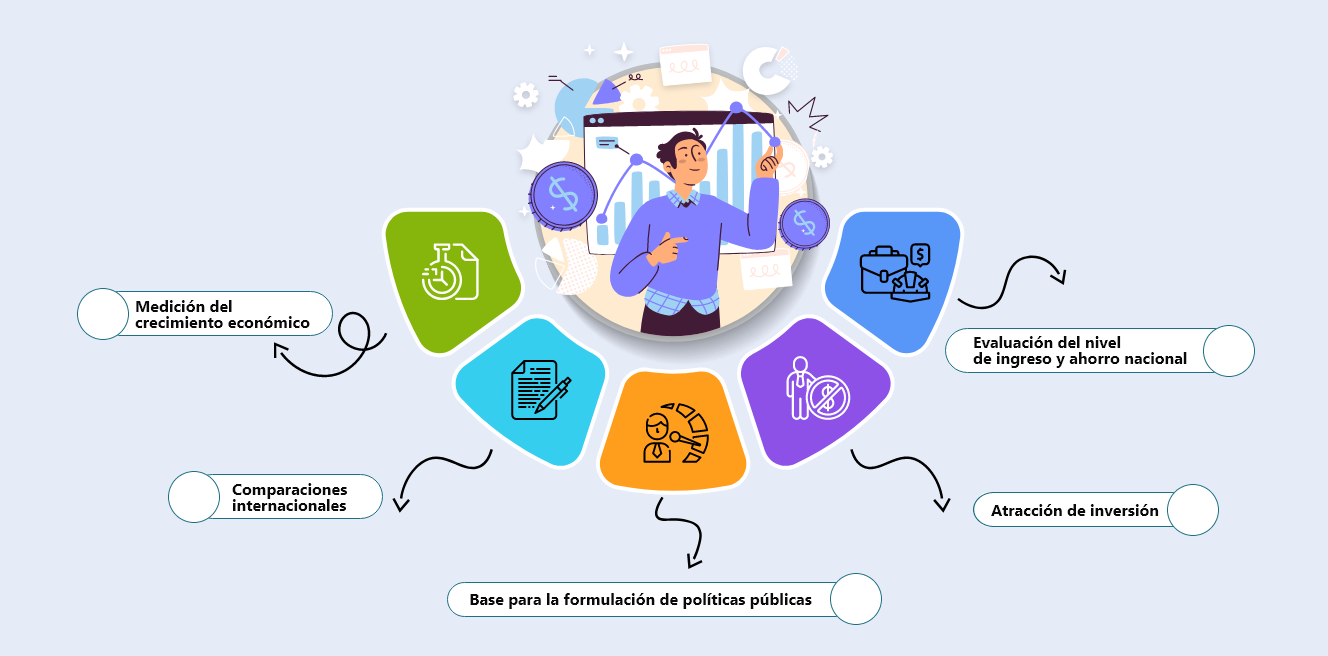 Medición del
crecimiento económico
Comparaciones
internacionales
Base para la formulación de políticas públicas
Atracción de inversión
Evaluación del nivel
de ingreso y ahorro nacional